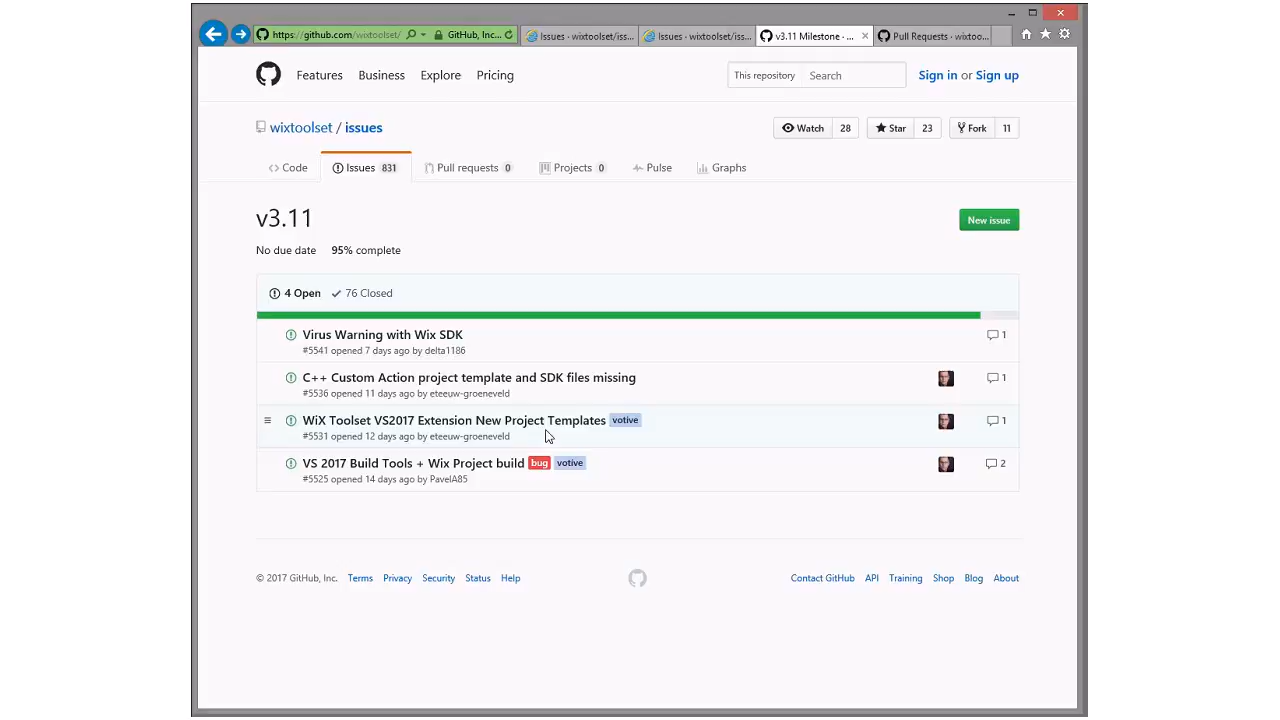 https://github.com/wixtoolset/ GitHub, Inc... Issues · wixtoolset/iss... Issues · wixtoolset/iss... v3.11 Milestone · ... Pull Requests · wixtoo...
Features Business Explore Pricing This repository Search Sign in or Sign up
wixtoolset / issues Watch 28 Star 23 Fork 11
Code Issues 831 Pull requests 0 Projects 0 Pulse Graphs
v3.11 New issue
No due date 95% complete
4 Open 76 Closed
Virus Warning with Wix SDK 1
#5541 opened 7 days ago by delta1186
C++ Custom Action project template and SDK files missing 1
#5536 opened 11 days ago by eteeuw-groeneveld
WiX Toolset VS2017 Extension New Project Templates votive 1
#5531 opened 12 days ago by eteeuw-groeneveld
VS 2017 Build Tools + Wix Project build bug votive 2
#5525 opened 14 days ago by PavelA85
© 2017 GitHub, Inc. Terms Privacy Security Status Help Contact GitHub API Training Shop Blog About